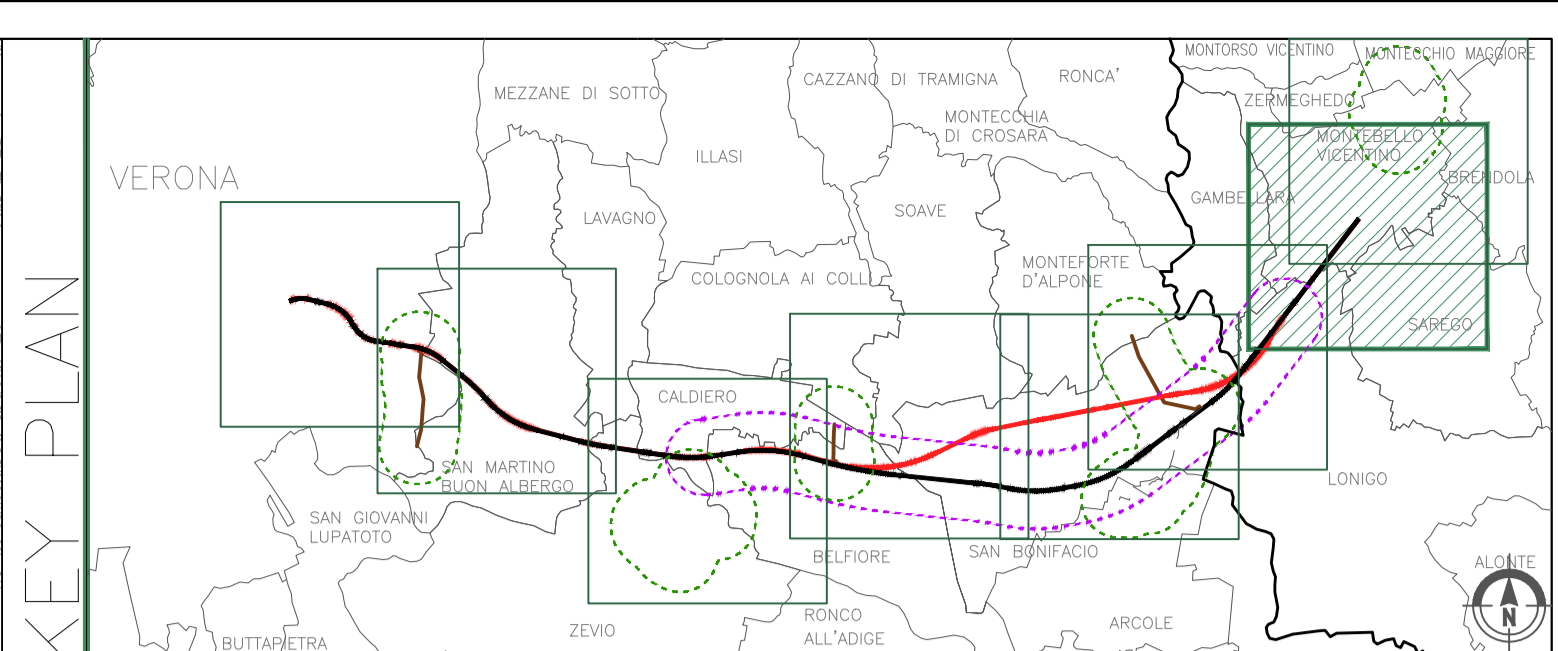 KEY PLAN
MONTORSO VICENTINO
MONTECCHIO MAGGIORE
MEZZANE DI SOTTO
CAZZANO DI TRAMIGNA
RONCA'
ZERMEGHEDO
MONTECCHIA
DI CROSARA
MONTEBELLO
VICENTINO
ILLASI
VERONA
BRENDOLA
GAMBELLARA
LAVAGNO
SOAVE
MONTEFORTE
D'ALPONE
COLOGNOLA AI COLLI
SAREGO
CALDIERO
SAN MARTINO
BUON ALBERGO
LONIGO
SAN GIOVANNI
LUPATOTO
BELFIORE
SAN BONIFACIO
ALONTE
RONCO
ALL'ADIGE
ARCOLE
ZEVIO
BUTTAPIETRA
N